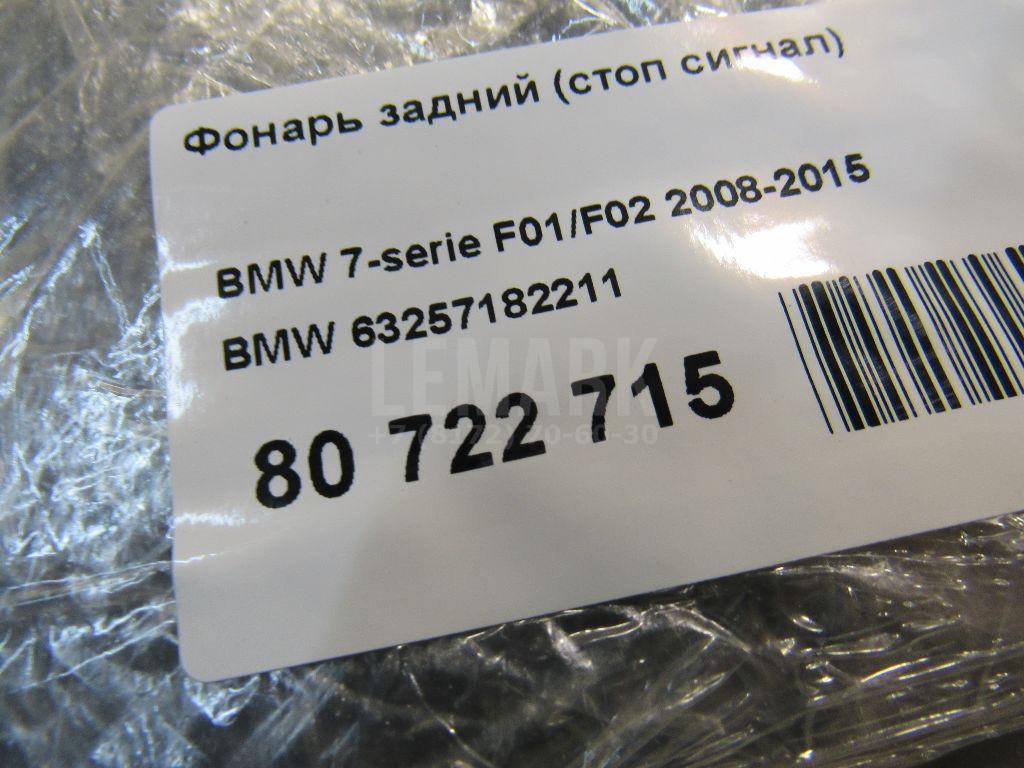 Фонарь задний (стоп сигнал)
BMW 7-serie F01/F02 2008-2015
BMW 63257182211
LEMARK
80 722 715